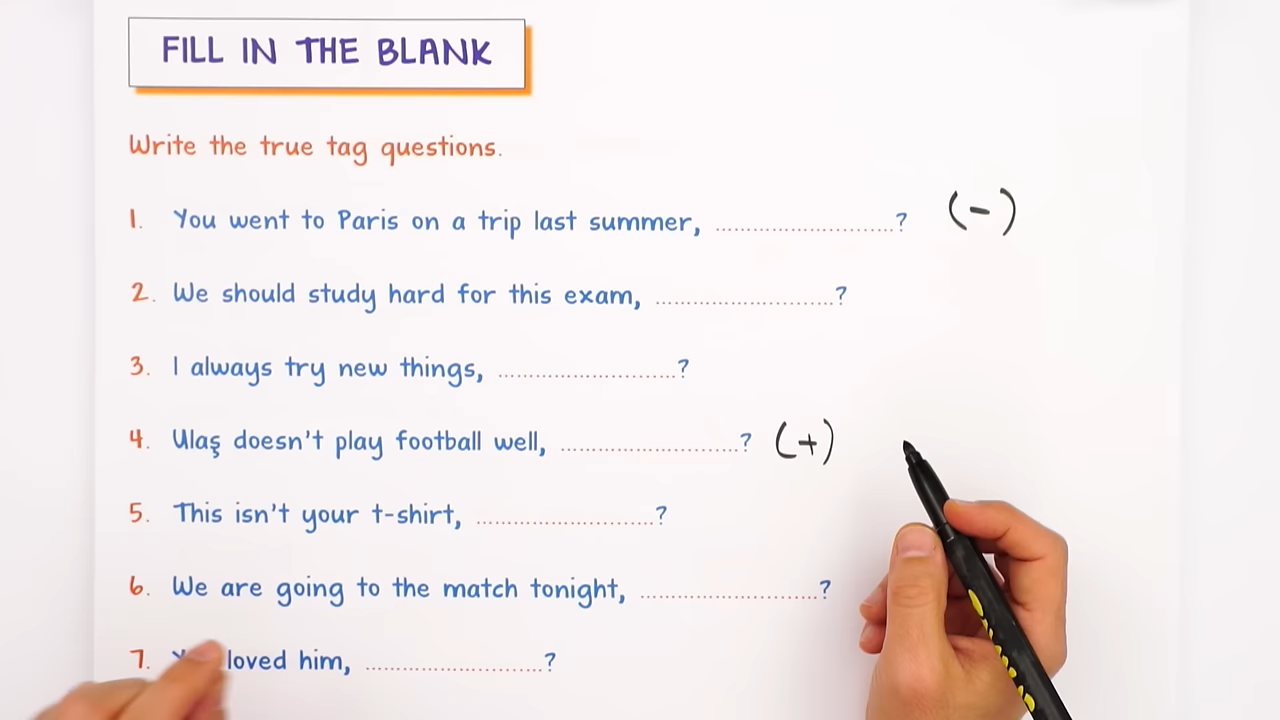 FILL IN THE BLANK
Write the true tag questions.
1. You went to Paris on a trip last summer, ..............................? (-)
2. We should study hard for this exam, ..............................?
3. I always try new things, ..............................?
4. Ulaş doesn't play football well, ..............................? (+)
5. This isn't your t-shirt, ..............................?
6. We are going to the match tonight, ..............................?
7. loved him, ..............................?